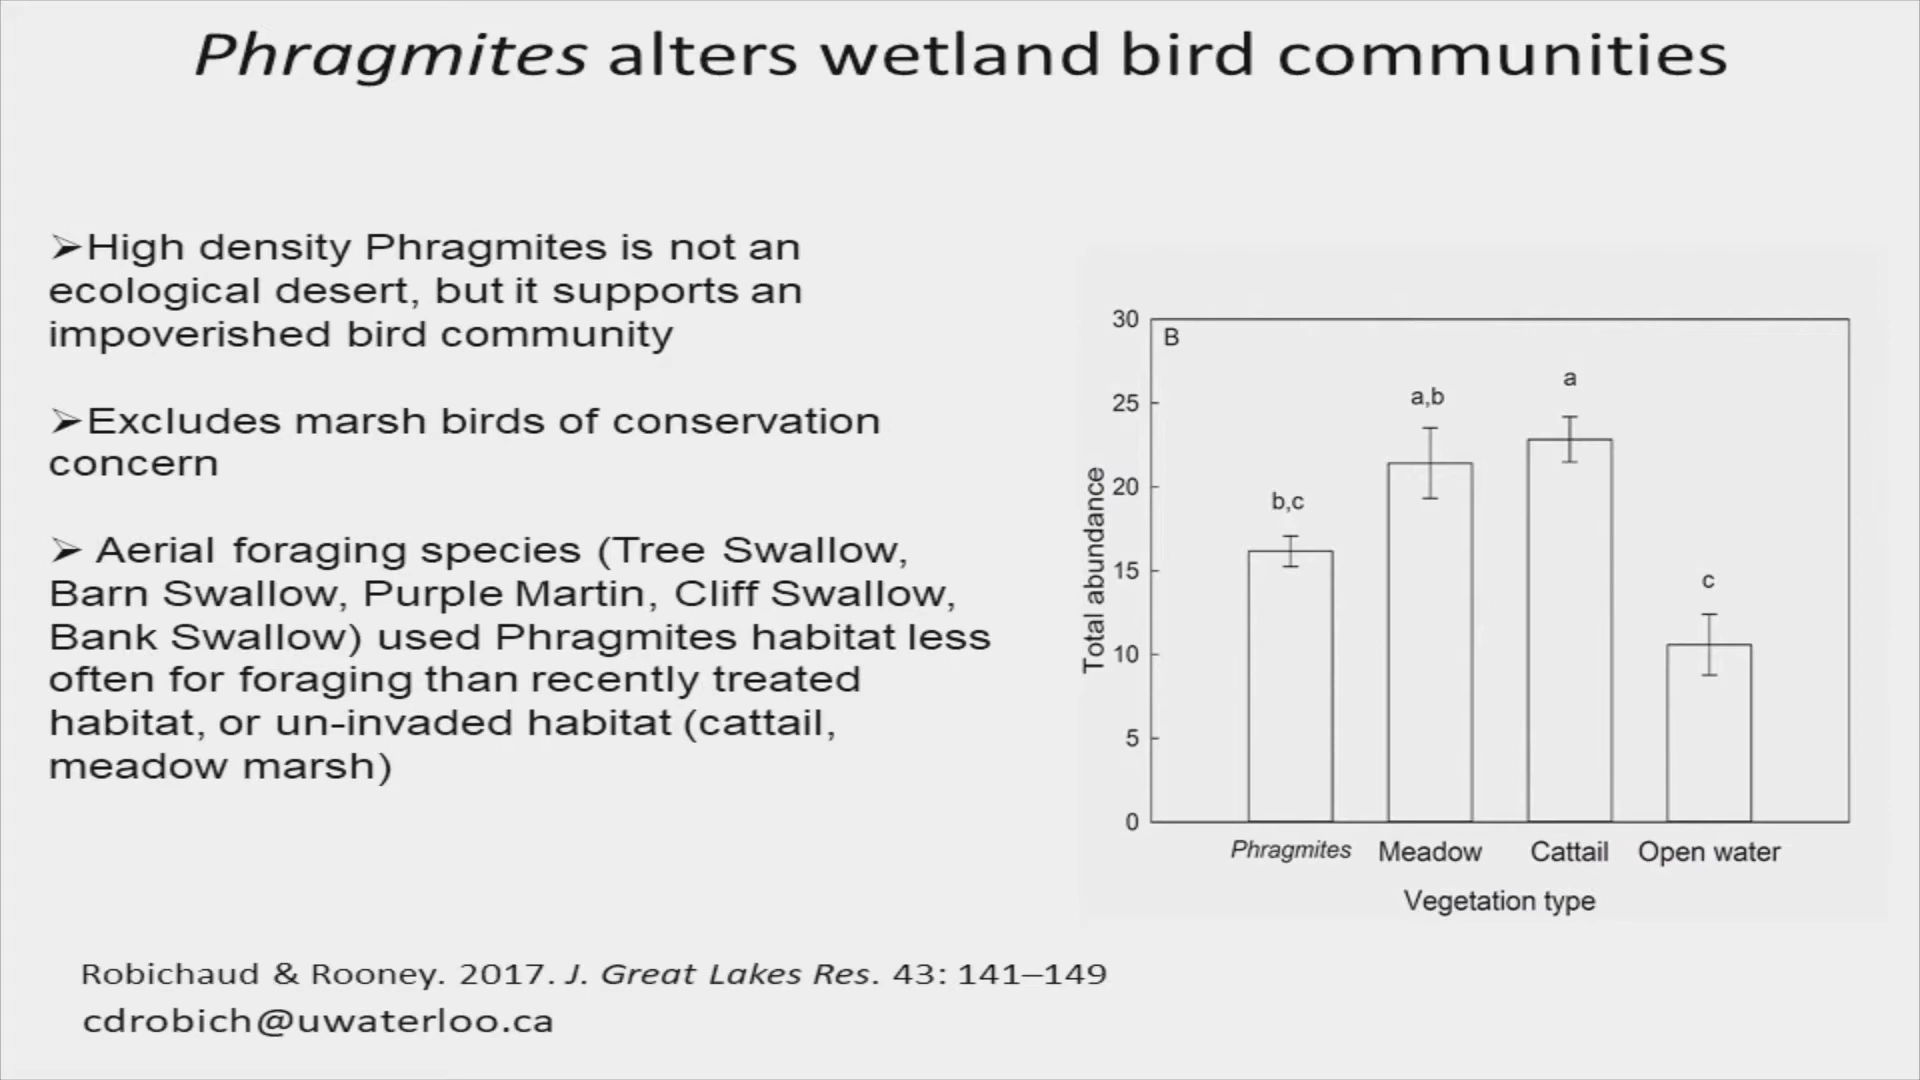 Phragmites alters wetland bird communities
➢High density Phragmites is not an
ecological desert, but it supports an
impoverished bird community
➢Excludes marsh birds of conservation
concern
➢ Aerial foraging species (Tree Swallow,
Barn Swallow, Purple Martin, Cliff Swallow,
Bank Swallow) used Phragmites habitat less
often for foraging than recently treated
habitat, or un-invaded habitat (cattail,
meadow marsh)
B
30
25
20
15
10
5
0
Total abundance
b,c
a,b
a
c
Phragmites Meadow Cattail Open water
Vegetation type
Robichaud & Rooney. 2017. J. Great Lakes Res. 43: 141–149
cdrobich@uwaterloo.ca